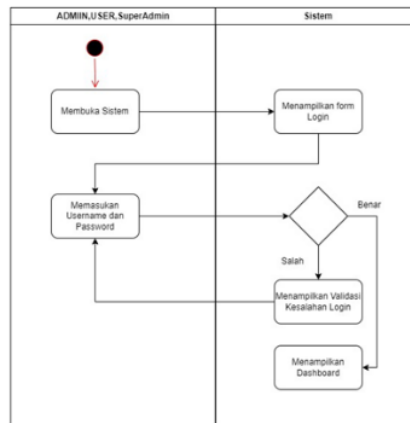 ADMIIN,USER,SuperAdmin
Sistem
Membuka Sistem
Menampilkan form
Login
Memasukan
Username dan
Password
Benar
Salah
Menampilkan Validasi
Kesalahan Login
Menampilkan
Dashboard